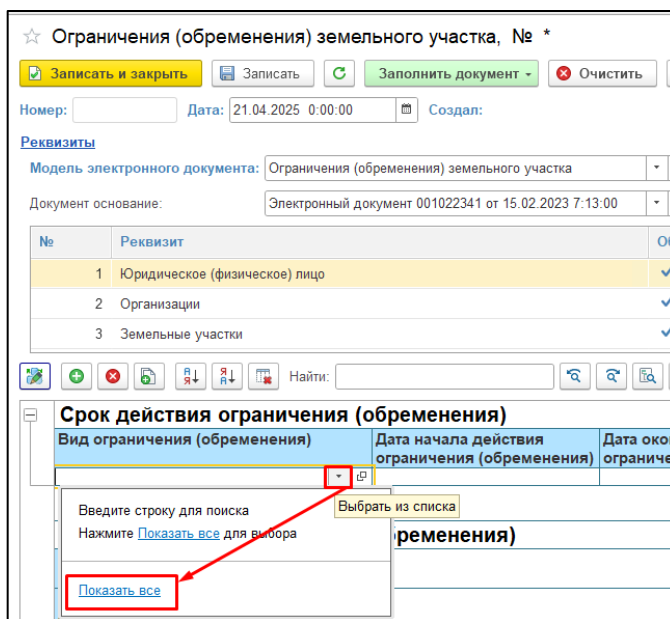 Ограничения (обременения) земельного участка, № *
Записать и закрыть Записать Заполнить документ Очистить
Номер: Дата: 21.04.2025 0:00:00 Создал:
Реквизиты
Модель электронного документа: Ограничения (обременения) земельного участка
Документ основание: Электронный документ 001022341 от 15.02.2023 7:13:00
№ Реквизит Об
1 Юридическое (физическое) лицо
2 Организации
3 Земельные участки
Найти:
Срок действия ограничения (обременения)
Вид ограничения (обременения) Дата начала действия Дата око
ограничения (обременения) ограниче
Введите строку для поиска Выбрать из списка
Нажмите Показать все для выбора
ременения)
Показать все